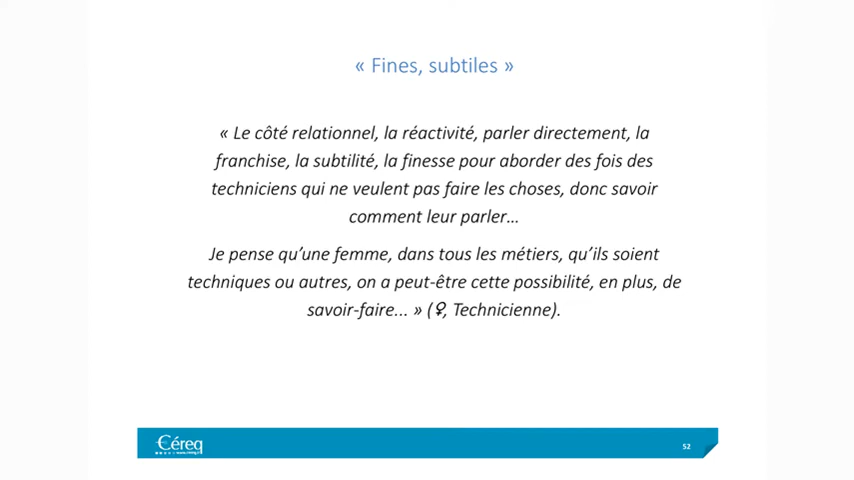 « Fines, subtiles »
« Le côté relationnel, la réactivité, parler directement, la
franchise, la subtilité, la finesse pour aborder des fois des
techniciens qui ne veulent pas faire les choses, donc savoir
comment leur parler…
Je pense qu’une femme, dans tous les métiers, qu’ils soient
techniques ou autres, on a peut-être cette possibilité, en plus, de
savoir-faire... » (♀, Technicienne).
Céreq
www.cereq.fr
52